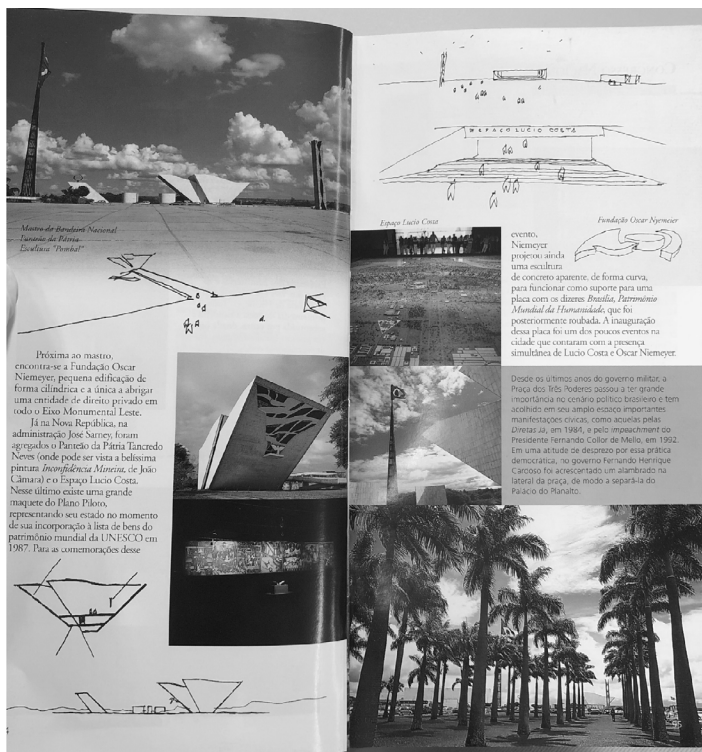 Mastro da Bandeira Nacional
Panteão da Pátria
Escultura "Pombal"
Próxima ao mastro,
encontra-se a Fundação Oscar
Niemeyer, pequena edificação de
forma cilíndrica e a única a abrigar
uma entidade de direito privado em
todo o Eixo Monumental Leste.
Já na Nova República, na
administração José Sarney, foram
agregados o Panteão da Pátria Tancredo
Neves (onde pode ser vista a belíssima
pintura Inconfidência Mineira, de João
Câmara) e o Espaço Lucio Costa.
Nesse último existe uma grande
maquete do Plano Piloto,
representando seu estado no momento
de sua incorporação à lista de bens do
patrimônio mundial da UNESCO em
1987. Para as comemorações desse
ESPAÇO LUCIO COSTA
Espaço Lucio Costa
Fundação Oscar Nyemeier
evento,
Niemeyer
projetou ainda
uma escultura
de concreto aparente, de forma curva,
para funcionar como suporte para uma
placa com os dizeres Brasília, Patrimônio
Mundial da Humanidade, que foi
posteriormente roubada. A inauguração
dessa placa foi um dos poucos eventos na
cidade que contaram com a presença
simultânea de Lucio Costa e Oscar Niemeyer.
Desde os últimos anos do governo militar, a
Praça dos Três Poderes passou a ter grande
importância no cenário político brasileiro e tem
acolhido em seu amplo espaço importantes
manifestações cívicas, como aquelas pelas
Diretas Já, em 1984, e pelo impeachment do
Presidente Fernando Collor de Mello, em 1992.
Em uma atitude de desprezo por essa prática
democrática, no governo Fernando Henrique
Cardoso foi acrescentado um alambrado na
lateral da praça, de modo a separá-la do
Palácio do Planalto.
95